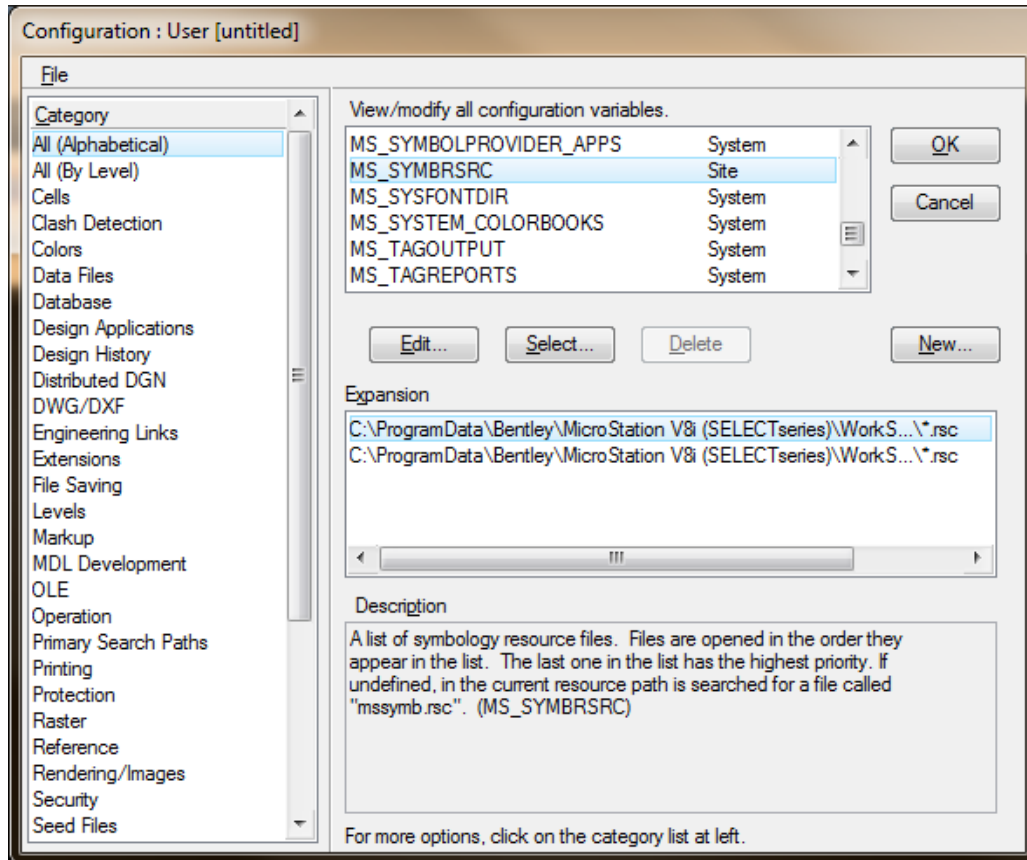 Configuration : User [untitled]
File
Category
All (Alphabetical)
All (By Level)
Cells
Clash Detection
Colors
Data Files
Database
Design Applications
Design History
Distributed DGN
DWG/DXF
Engineering Links
Extensions
File Saving
Levels
Markup
MDL Development
OLE
Operation
Primary Search Paths
Printing
Protection
Raster
Reference
Rendering/Images
Security
Seed Files
View/modify all configuration variables.
MS_SYMBOLPROVIDER_APPS System
MS_SYMBRSRC Site
MS_SYSFONTDIR System
MS_SYSTEM_COLORBOOKS System
MS_TAGOUTPUT System
MS_TAGREPORTS System
OK
Cancel
Edit... Select... Delete New...
Expansion
C:\ProgramData\Bentley\MicroStation V8i (SELECTseries)\WorkS...\*.rsc
C:\ProgramData\Bentley\MicroStation V8i (SELECTseries)\WorkS...\*.rsc
Description
A list of symbology resource files. Files are opened in the order they
appear in the list. The last one in the list has the highest priority. If
undefined, in the current resource path is searched for a file called
"mssymb.rsc". (MS_SYMBRSRC)
For more options, click on the category list at left.